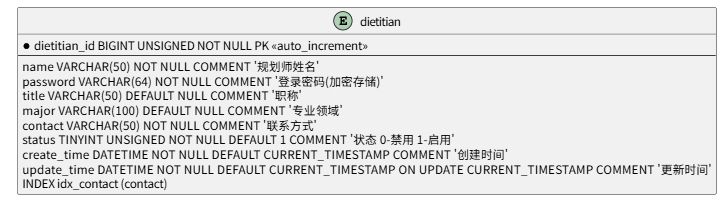 E dietitian
● dietitian_id BIGINT UNSIGNED NOT NULL PK «auto_increment»
name VARCHAR(50) NOT NULL COMMENT '规划师姓名'
password VARCHAR(64) NOT NULL COMMENT '登录密码(加密存储)'
title VARCHAR(50) DEFAULT NULL COMMENT '职称'
major VARCHAR(100) DEFAULT NULL COMMENT '专业领域'
contact VARCHAR(50) NOT NULL COMMENT '联系方式'
status TINYINT UNSIGNED NOT NULL DEFAULT 1 COMMENT '状态 0-禁用 1-启用'
create_time DATETIME NOT NULL DEFAULT CURRENT_TIMESTAMP COMMENT '创建时间'
update_time DATETIME NOT NULL DEFAULT CURRENT_TIMESTAMP ON UPDATE CURRENT_TIMESTAMP COMMENT '更新时间'
INDEX idx_contact (contact)